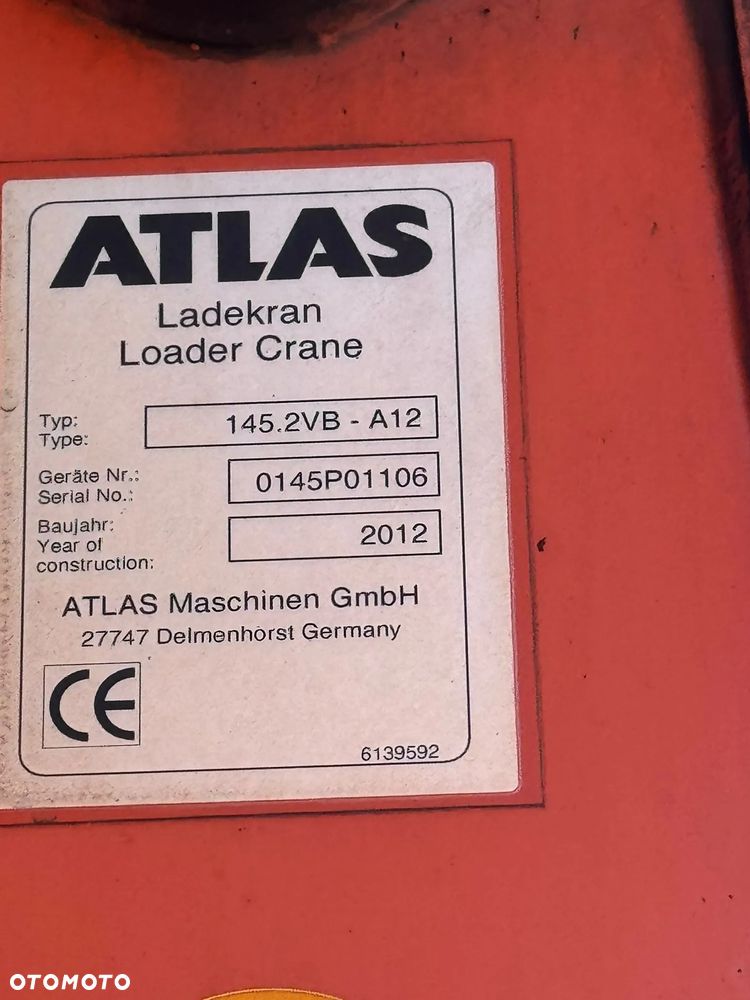 ATLAS
Ladekran
Loader Crane
Typ:
Type:
145.2VB - A12
Geräte Nr.:
Serial No.:
0145P01106
Baujahr:
Year of
construction:
2012
ATLAS Maschinen GmbH
27747 Delmenhorst Germany
CE
6139592
OTOMOTO